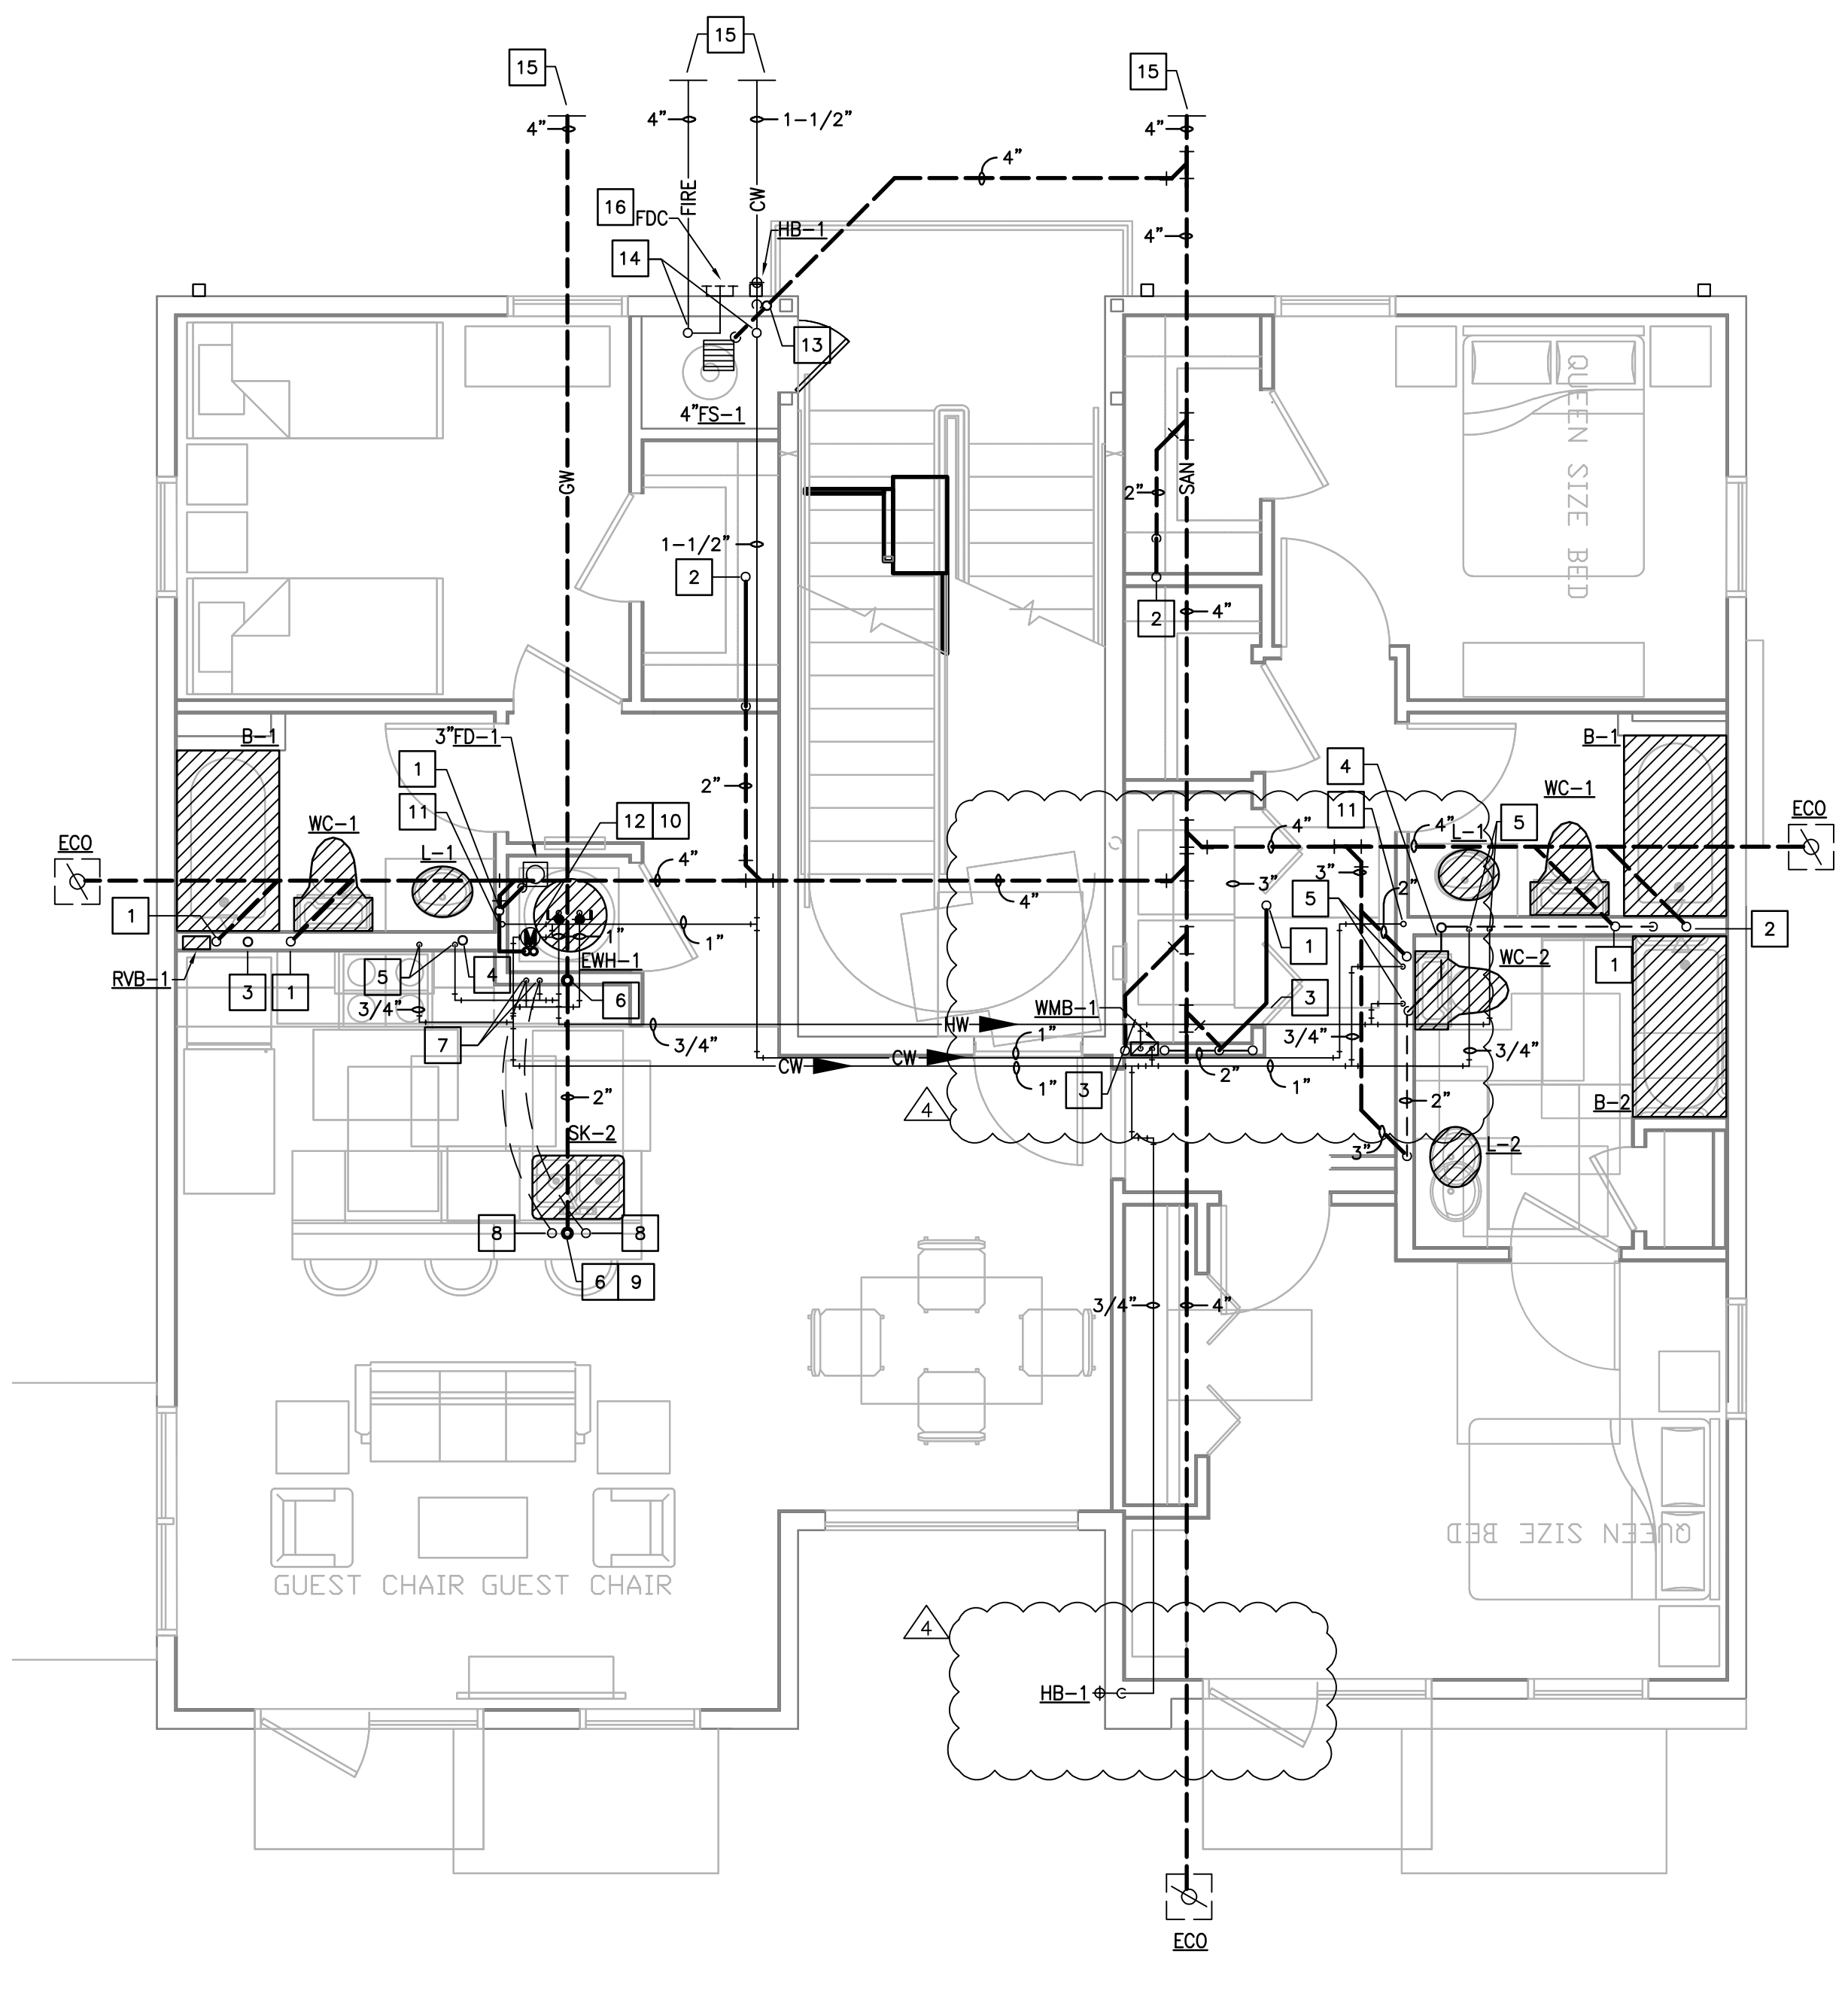 15
15
15
4”
4”
1-1/2”
4”
4”
FIRE
CW
16
FDC
HB-1
14
4”
13
4”FS-1
QUEEN SIZE BED
GW
SAN
2”
1-1/2”
2
2
4”
B-1
3”FD-1
1
11
2”
4
11
B-1
WC-1
5
ECO
WC-1
L-1
12 10
4”
4”
L-1
ECO
4”
4”
3”
3”
2”
1
5
2
RVB-1
3
1
5
4
EWH-1
1”
1”
6
1
3
WC-2
1
3/4”
7
HW
3/4”
WMB-1
1”
3/4”
3/4”
CW
CW
1”
2”
1”
3
4
2”
2”
B-2
SK-2
3”
L-2
8
8
6 9
3/4”
4”
QUEEN SIZE BED
GUEST CHAIR GUEST CHAIR
4
HB-1
M
ECO